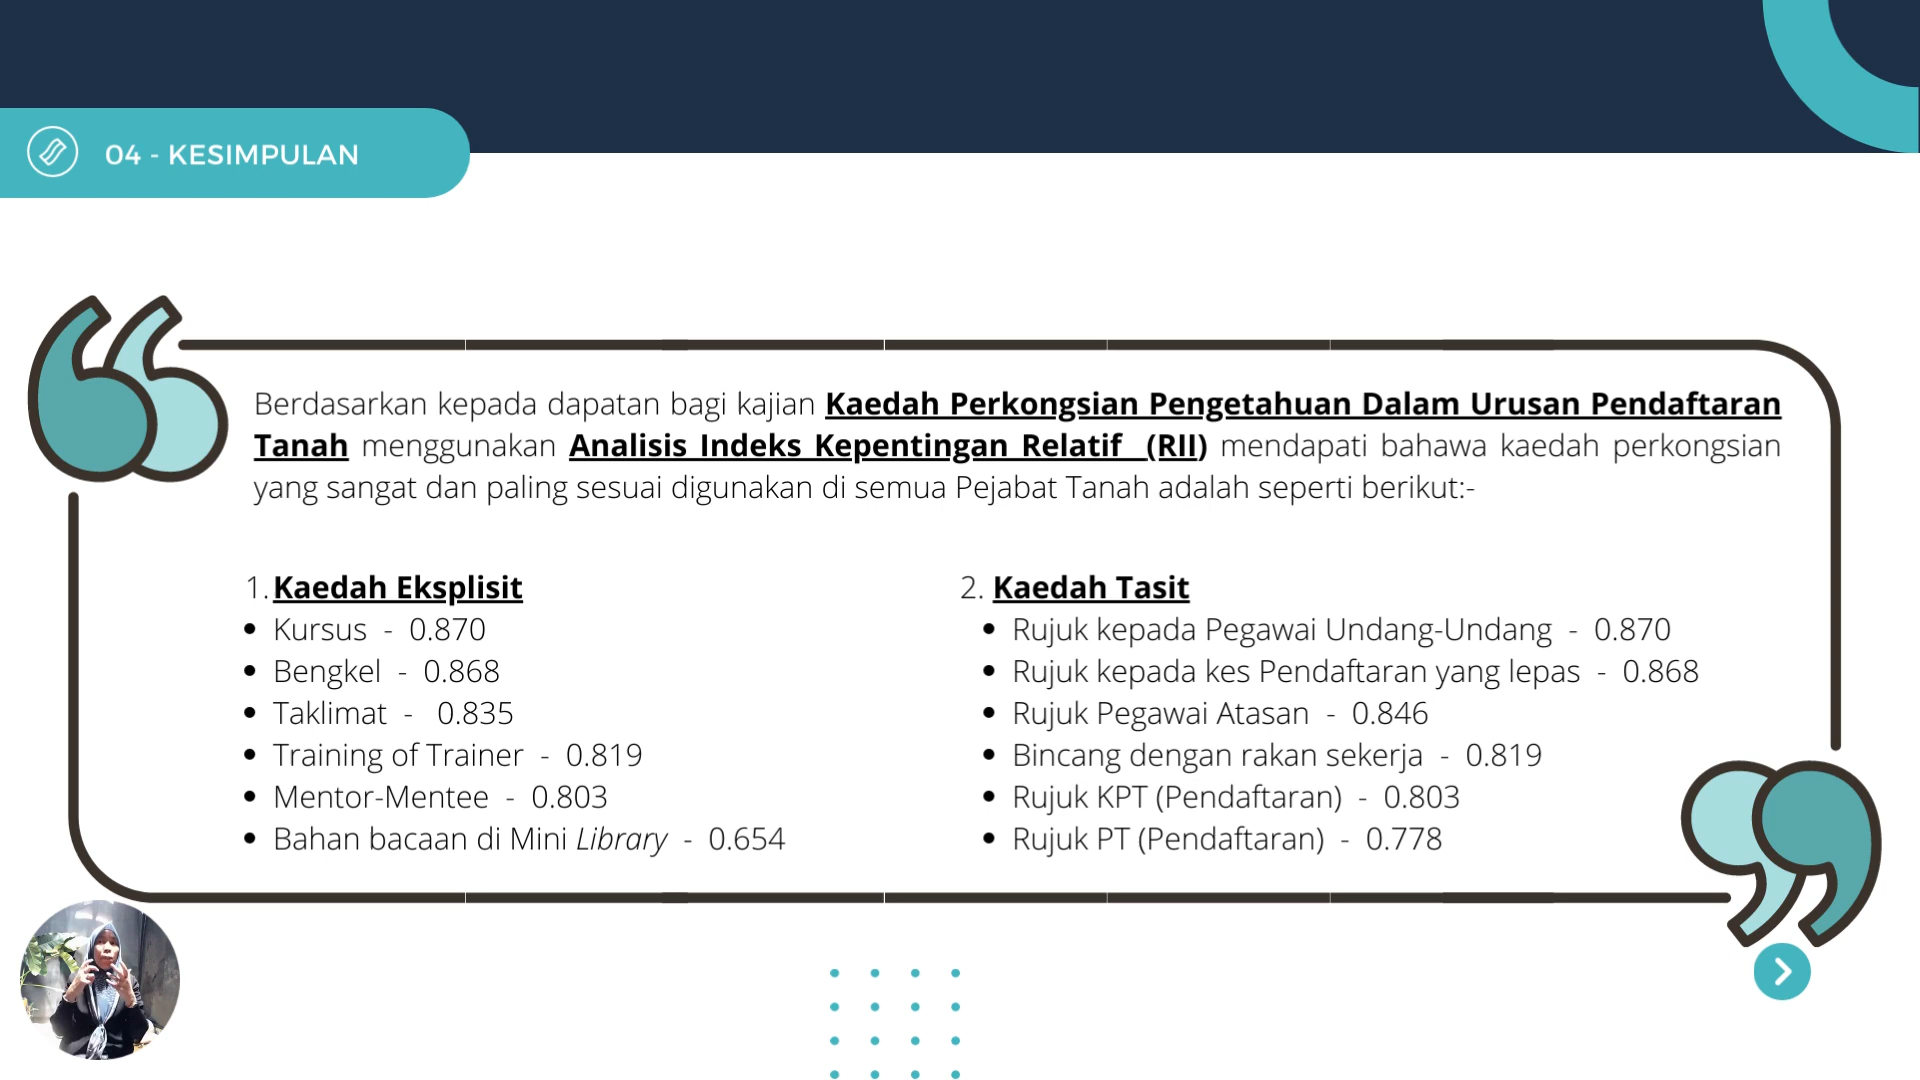 04 - KESIMPULAN
Berdasarkan kepada dapatan bagi kajian Kaedah Perkongsian Pengetahuan Dalam Urusan Pendaftaran
Tanah menggunakan Analisis Indeks Kepentingan Relatif (RII) mendapati bahawa kaedah perkongsian
yang sangat dan paling sesuai digunakan di semua Pejabat Tanah adalah seperti berikut:-
1. Kaedah Eksplisit
• Kursus - 0.870
• Bengkel - 0.868
• Taklimat - 0.835
• Training of Trainer - 0.819
• Mentor-Mentee - 0.803
• Bahan bacaan di Mini Library - 0.654
2. Kaedah Tasit
• Rujuk kepada Pegawai Undang-Undang - 0.870
• Rujuk kepada kes Pendaftaran yang lepas - 0.868
• Rujuk Pegawai Atasan - 0.846
• Bincang dengan rakan sekerja - 0.819
• Rujuk KPT (Pendaftaran) - 0.803
• Rujuk PT (Pendaftaran) - 0.778